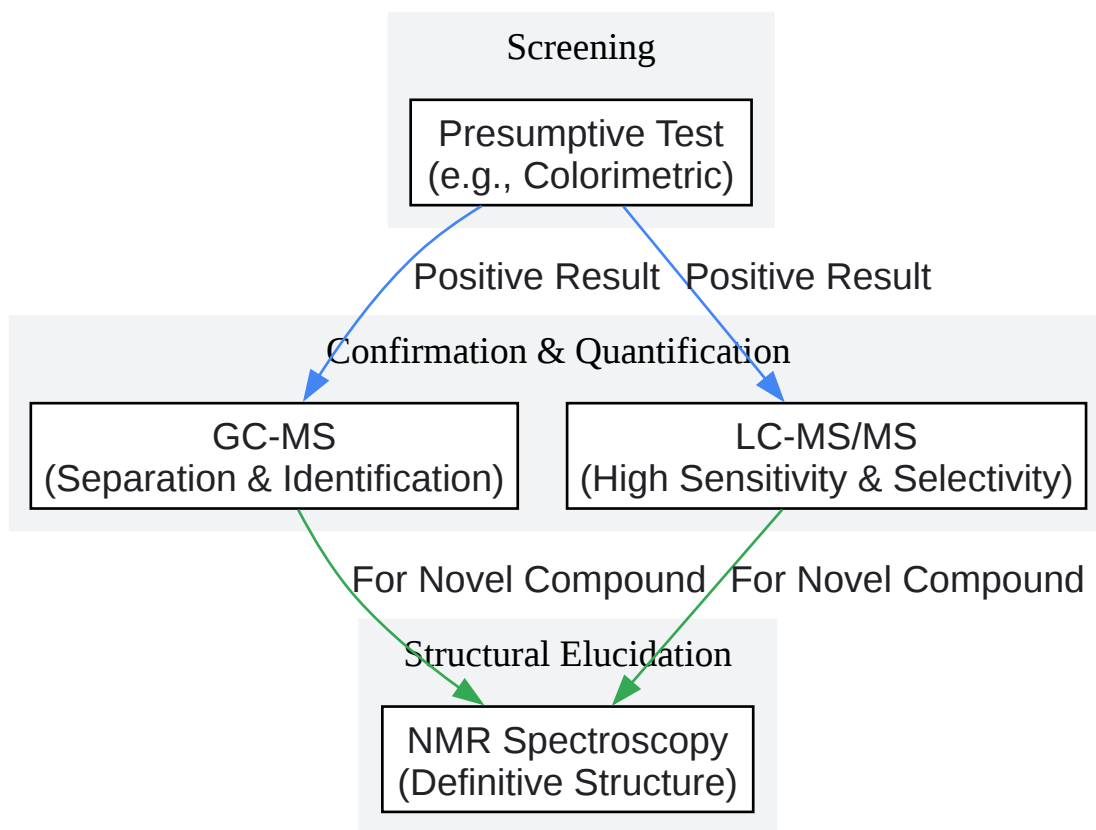 Screening
Presumptive Test
(e.g., Colorimetric)
Positive Result
Positive Result
Confirmation & Quantification
GC-MS
(Separation & Identification)
LC-MS/MS
(High Sensitivity & Selectivity)
For Novel Compound
For Novel Compound
Structural Elucidation
NMR Spectroscopy
(Definitive Structure)